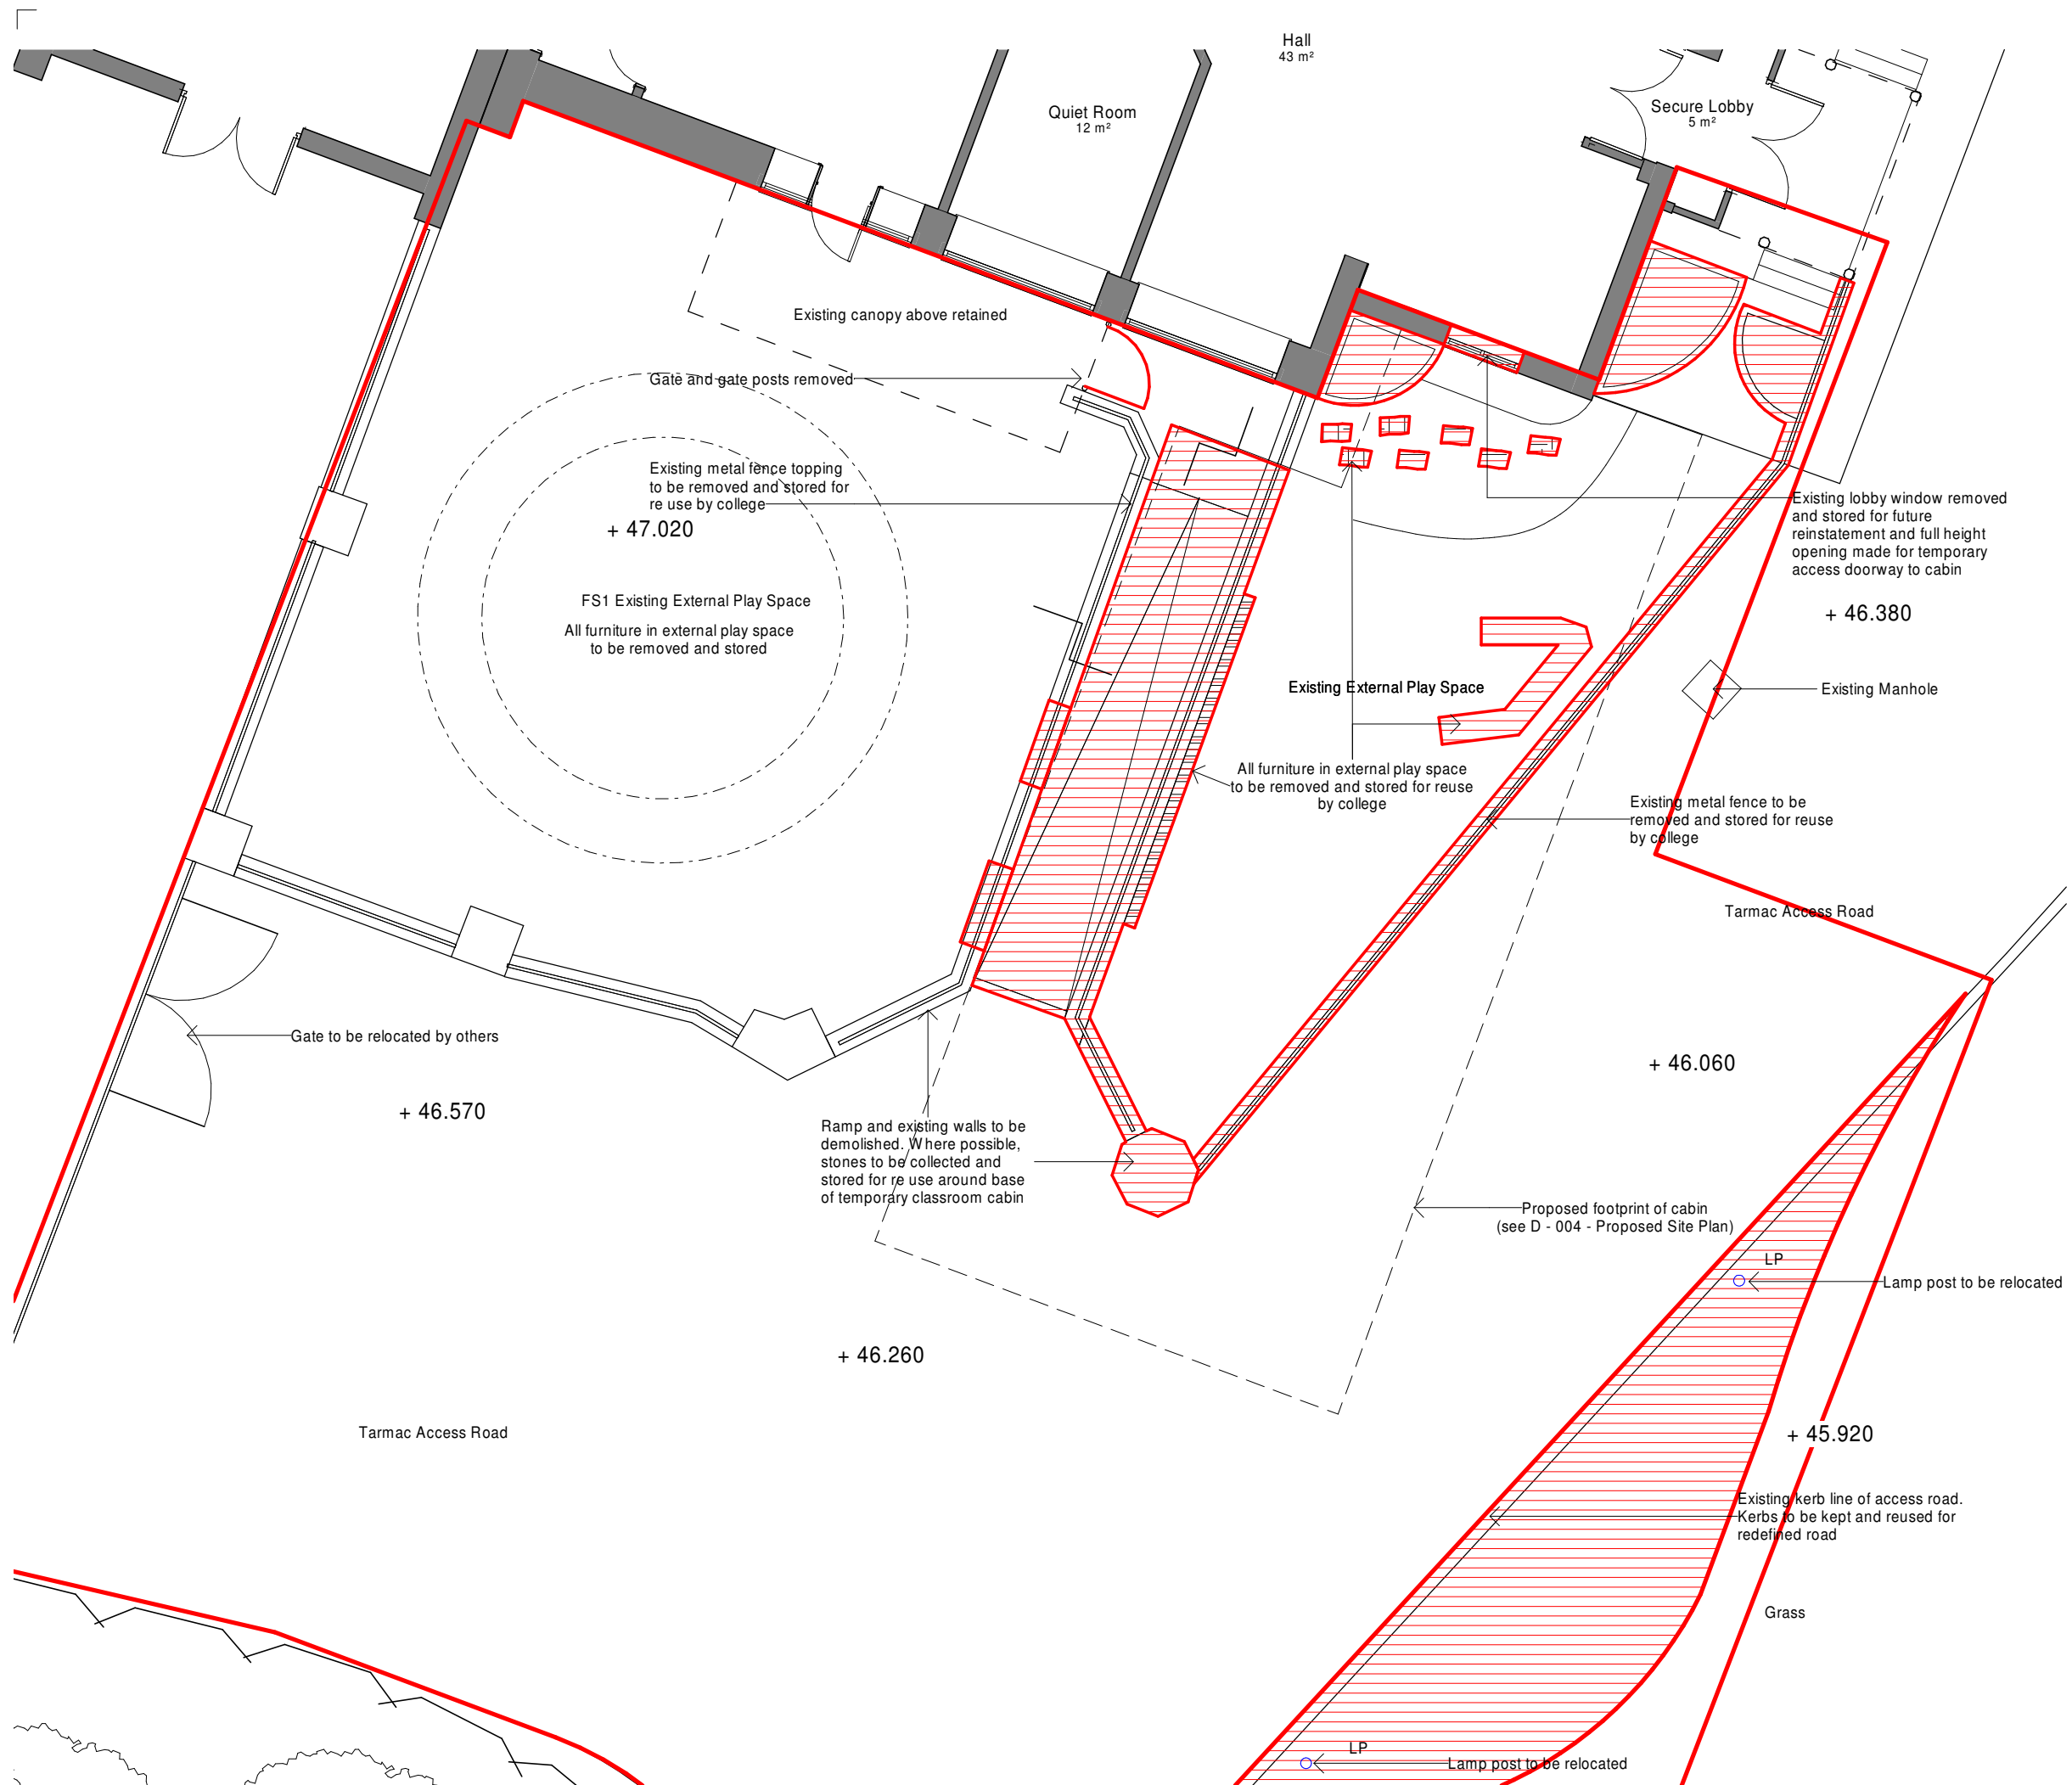 Hall
43 m²
Quiet Room
12 m²
Secure Lobby
5 m²
Existing canopy above retained
Gate and gate posts removed
Existing metal fence topping
to be removed and stored for
re use by college
+ 47.020
FS1 Existing External Play Space
All furniture in external play space
to be removed and stored
Existing lobby window removed
and stored for future
reinstatement and full height
opening made for temporary
access doorway to cabin
+ 46.380
Existing Manhole
Existing External Play Space
All furniture in external play space
to be removed and stored for reuse
by college
Existing metal fence to be
removed and stored for reuse
by college
Tarmac Access Road
Gate to be relocated by others
+ 46.570
+ 46.060
Ramp and existing walls to be
demolished. Where possible,
stones to be collected and
stored for re use around base
of temporary classroom cabin
Proposed footprint of cabin
(see D - 004 - Proposed Site Plan)
LP
Lamp post to be relocated
+ 46.260
Tarmac Access Road
+ 45.920
Existing kerb line of access road.
Kerbs to be kept and reused for
redefined road
Grass
LP
Lamp post to be relocated